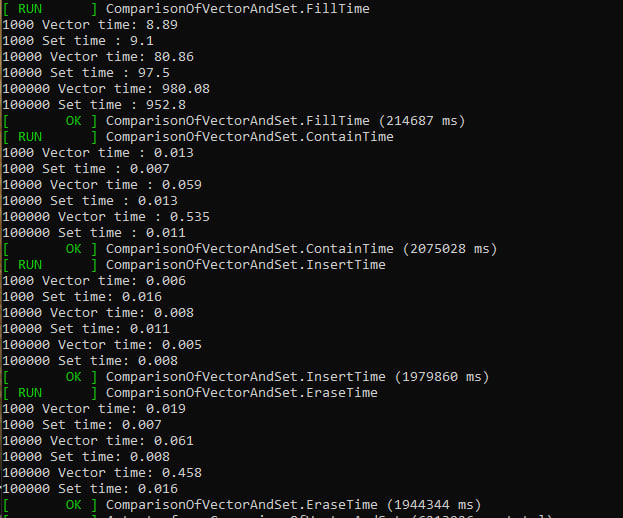 [ RUN      ] ComparisonOfVectorAndSet.FillTime
1000 Vector time: 8.89
1000 Set time : 9.1
10000 Vector time: 80.86
10000 Set time : 97.5
100000 Vector time: 980.08
100000 Set time : 952.8
[       OK ] ComparisonOfVectorAndSet.FillTime (214687 ms)
[ RUN      ] ComparisonOfVectorAndSet.ContainTime
1000 Vector time : 0.013
1000 Set time : 0.007
10000 Vector time : 0.059
10000 Set time : 0.013
100000 Vector time : 0.535
100000 Set time : 0.011
[       OK ] ComparisonOfVectorAndSet.ContainTime (2075028 ms)
[ RUN      ] ComparisonOfVectorAndSet.InsertTime
1000 Vector time: 0.006
1000 Set time: 0.016
10000 Vector time: 0.008
10000 Set time: 0.011
100000 Vector time: 0.005
100000 Set time: 0.008
[       OK ] ComparisonOfVectorAndSet.InsertTime (1979860 ms)
[ RUN      ] ComparisonOfVectorAndSet.EraseTime
1000 Vector time: 0.019
1000 Set time: 0.007
10000 Vector time: 0.061
10000 Set time: 0.008
100000 Vector time: 0.458
100000 Set time: 0.016
[       OK ] ComparisonOfVectorAndSet.EraseTime (1944344 ms)